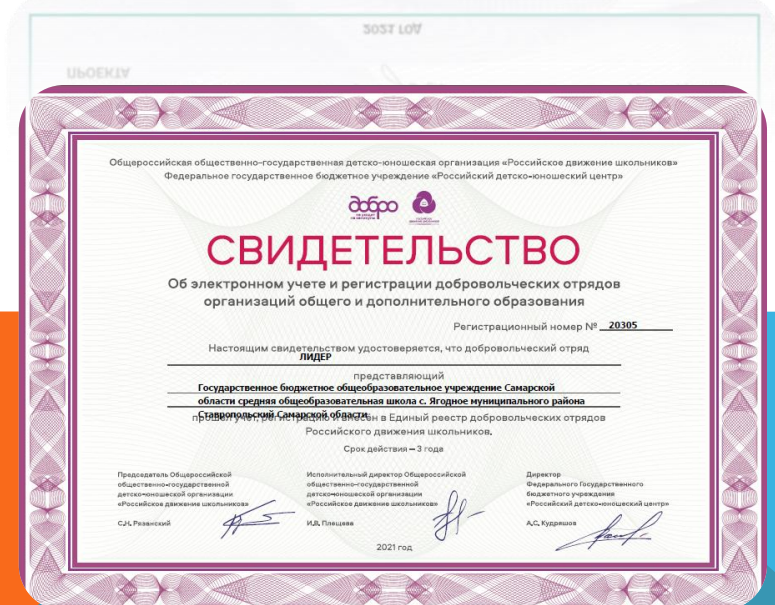 2021 год
ПРОЕКТА
Общероссийская общественно-государственная детско-юношеская организация «Российское движение школьников»
Федеральное государственное бюджетное учреждение «Российский детско-юношеский центр»
добро
СВИДЕТЕЛЬСТВО
Об электронном учете и регистрации добровольческих отрядов
организаций общего и дополнительного образования
Регистрационный номер № 20305
Настоящим свидетельством удостоверяется, что добровольческий отряд
ЛИДЕР
представляющий
Государственное бюджетное общеобразовательное учреждение Самарской
области средняя общеобразовательная школа с. Ягодное муниципального района
Ставропольский Самарской области
прошел учет, регистрацию и внесён в Единый реестр добровольческих отрядов
Российского движения школьников.
Срок действия – 3 года
Председатель Общероссийской
общественно-государственной
детско-юношеской организации
«Российское движение школьников»
С.Н. Рязанский
Исполнительный директор Общероссийской
общественно-государственной
детско-юношеской организации
«Российское движение школьников»
И.В. Плещева
Директор
Федерального Государственного
бюджетного учреждения
«Российский детско-юношеский центр»
А.С. Кудряшов
2021 год